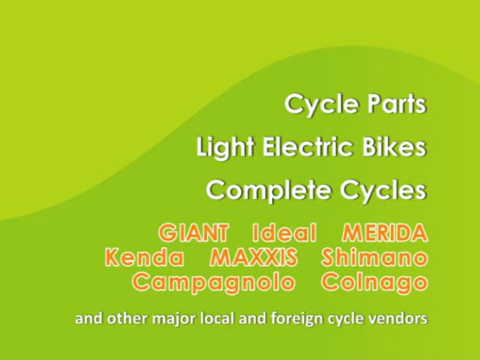 Cycle Parts
Light Electric Bikes
Complete Cycles
GIANT Ideal MERIDA
Kenda MAXXIS Shimano
Campagnolo Colnago
and other major local and foreign cycle vendors